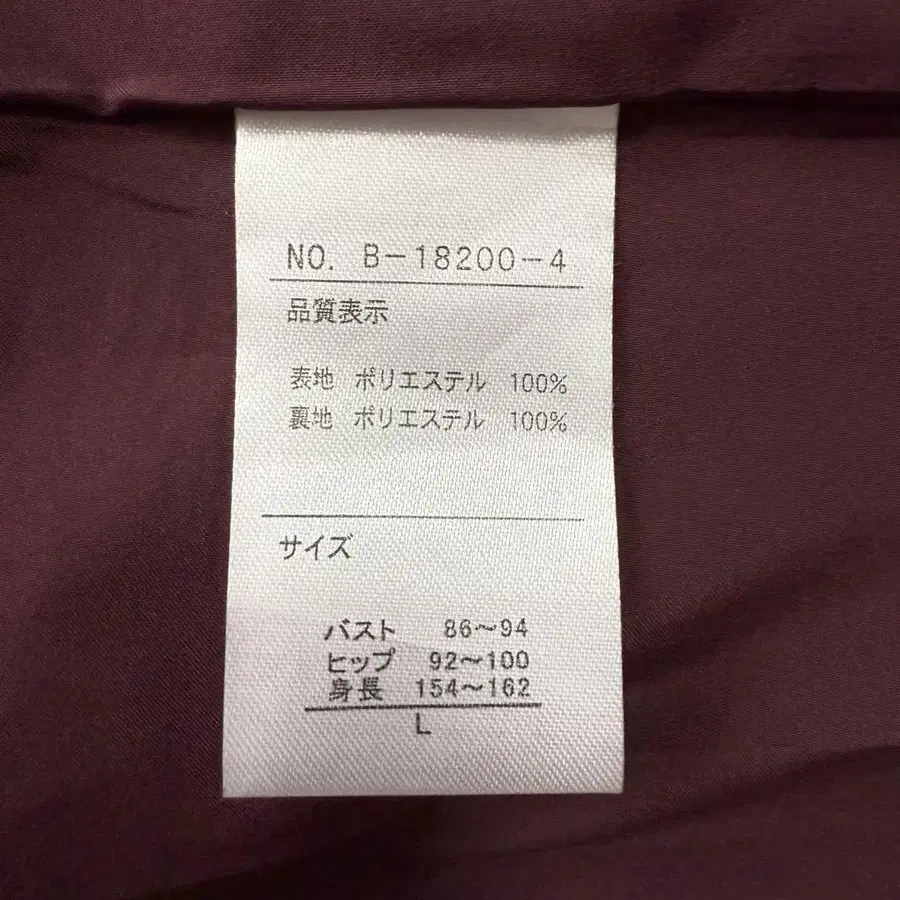 NO. B-18200-4
品質表示
表地 ポリエステル 100%
裏地 ポリエステル 100%
サイズ
バスト 86〜94
ヒップ 92〜100
身長 154〜162
L